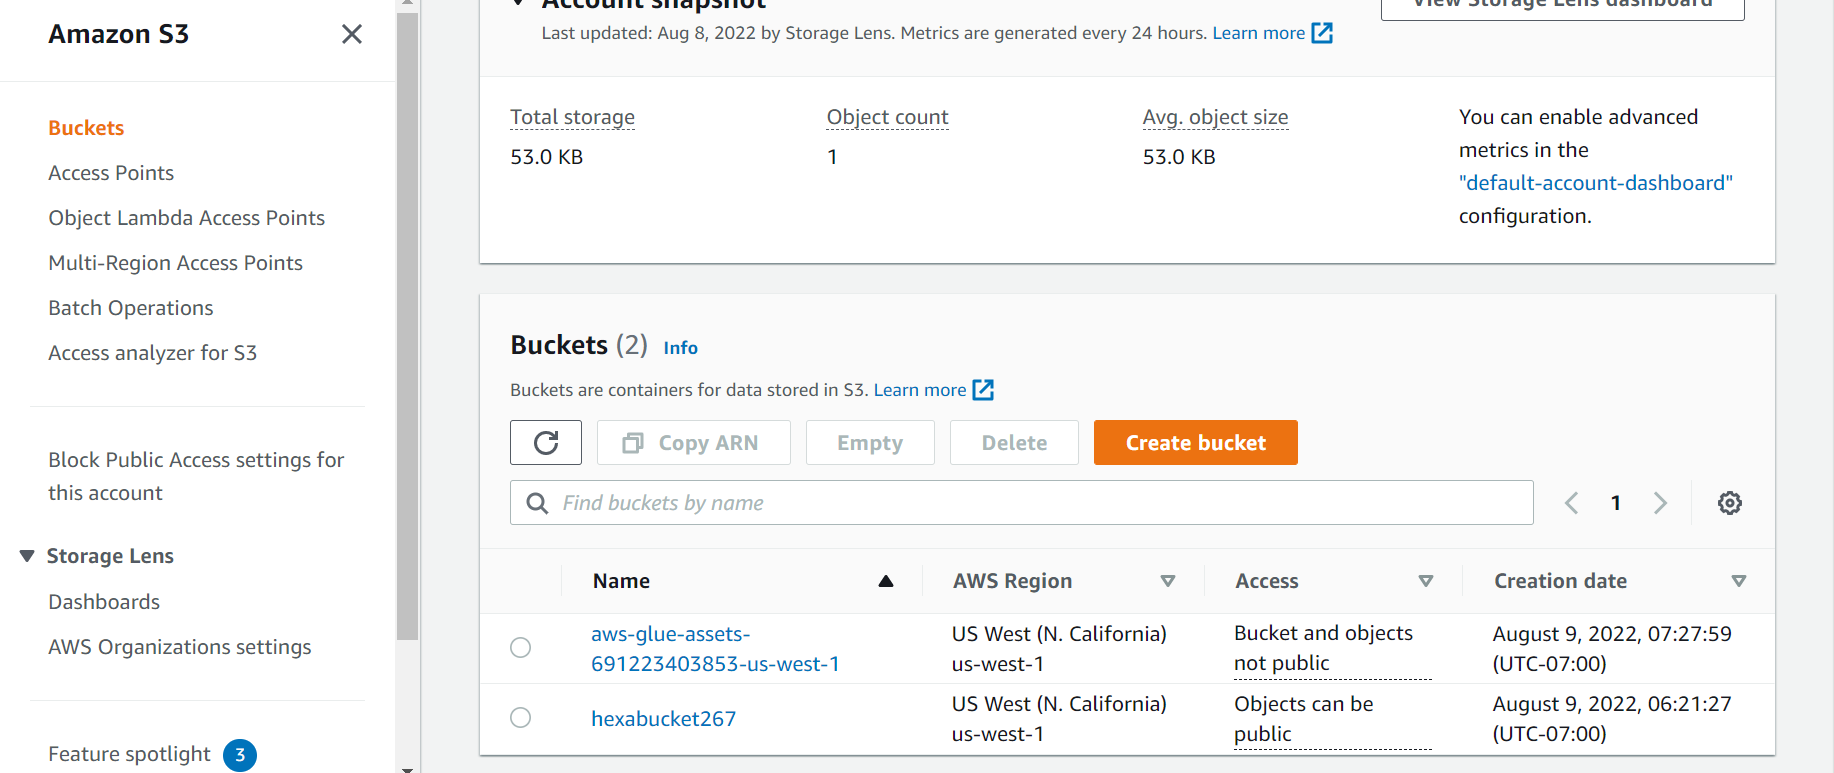 Amazon S3
Buckets
Access Points
Object Lambda Access Points
Multi-Region Access Points
Batch Operations
Access analyzer for S3
Block Public Access settings for
this account
Storage Lens
Dashboards
AWS Organizations settings
Feature spotlight 3
Account snapshot
View Storage Lens dashboard
Last updated: Aug 8, 2022 by Storage Lens. Metrics are generated every 24 hours. Learn more
Total storage
53.0 KB
Object count
1
Avg. object size
53.0 KB
You can enable advanced
metrics in the
"default-account-dashboard"
configuration.
Buckets (2) Info
Buckets are containers for data stored in S3. Learn more
Copy ARN Empty Delete Create bucket
Find buckets by name 1
Name AWS Region Access Creation date
aws-glue-assets-
691223403853-us-west-1
US West (N. California)
us-west-1
Bucket and objects
not public
August 9, 2022, 07:27:59
(UTC-07:00)
hexabucket267
US West (N. California)
us-west-1
Objects can be
public
August 9, 2022, 06:21:27
(UTC-07:00)